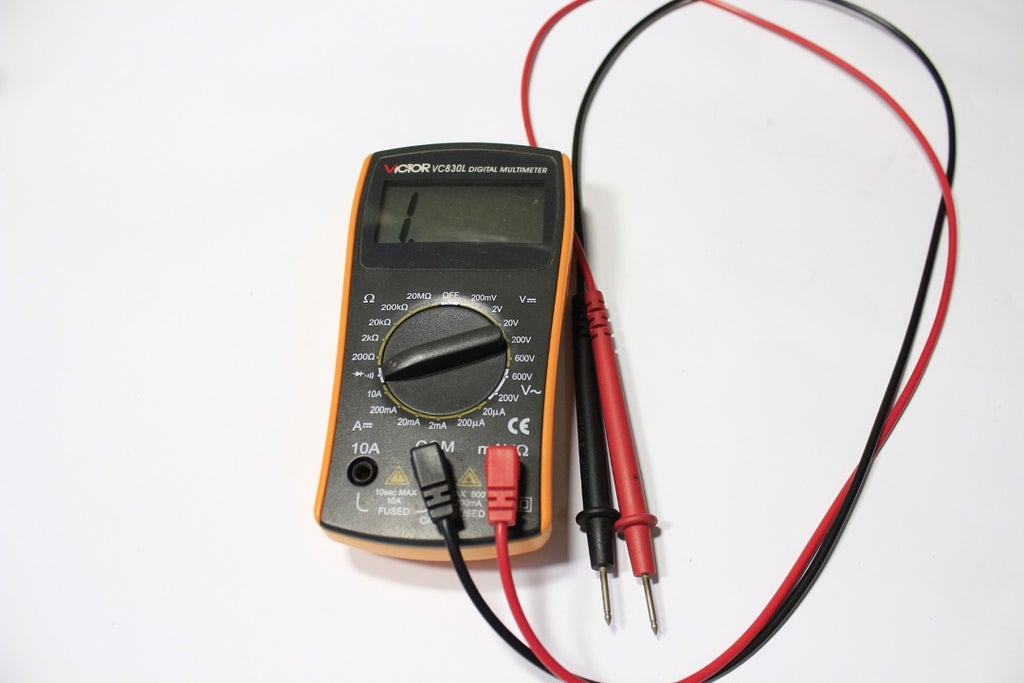 VICTOR VC830L DIGITAL MULTIMETER
1.
Ω 20MΩ OFF 200mV V⎓
200kΩ 2V
20kΩ 20V
2kΩ 200V
200Ω 600V
600V
10A 200V V~
200mA 20µA
20mA 2mA 200µA
A⎓ CE
10A COM Ω
10sec MAX 600
10A
FUSED